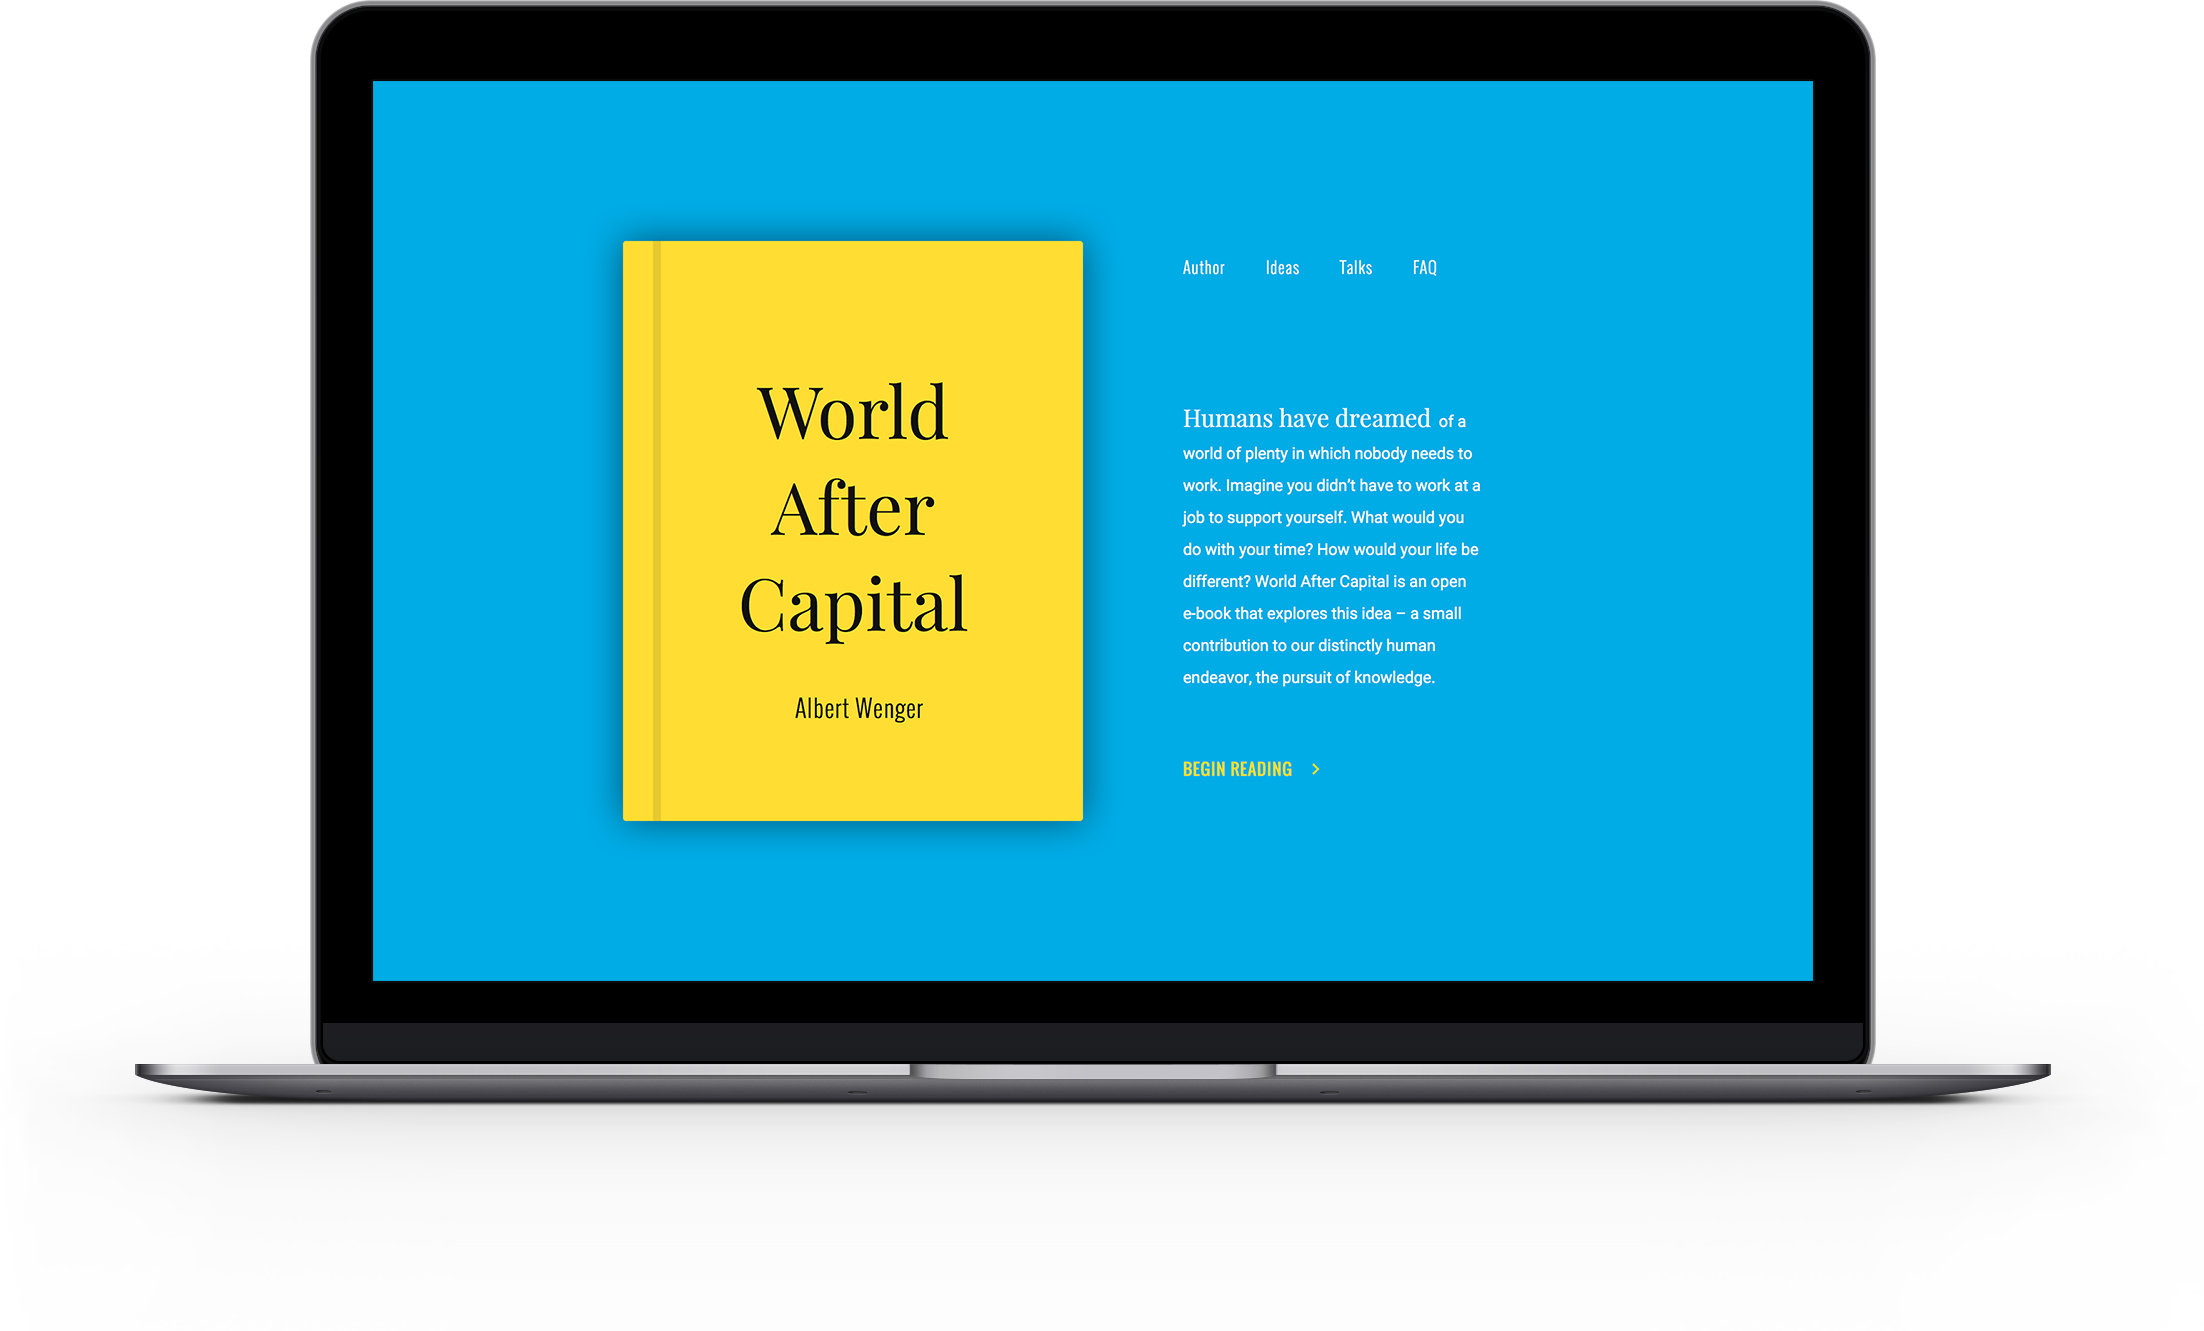 World
After
Capital
Albert Wenger
Author Ideas Talks FAQ
Humans have dreamed of a
world of plenty in which nobody needs to
work. Imagine you didn't have to work at a
job to support yourself. What would you
do with your time? How would your life be
different? World After Capital is an open
e-book that explores this idea – a small
contribution to our distinctly human
endeavor, the pursuit of knowledge.
BEGIN READING >